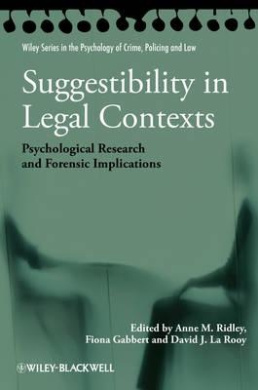 Wiley Series in the Psychology of Crime, Policing and Law
Suggestibility in
Legal Contexts
Psychological Research
and Forensic Implications
Edited by Anne M. Ridley,
Fiona Gabbert and David J. La Rooy
WILEY-BLACKWELL